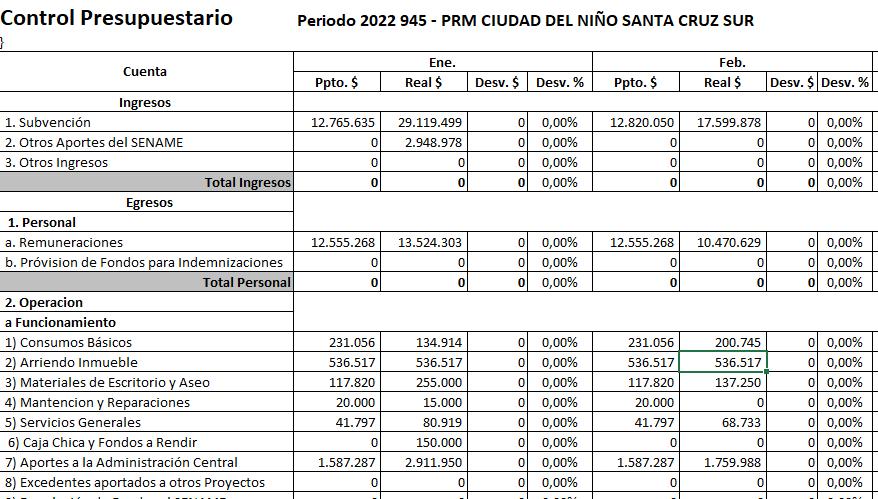 Control Presupuestario Periodo 2022 945 - PRM CIUDAD DEL NIÑO SANTA CRUZ SUR
}
Cuenta Ene. Feb.
Ppto. $ Real $ Desv. $ Desv. % Ppto. $ Real $ Desv. $ Desv. %
Ingresos
1. Subvención 12.765.635 29.119.499 0 0,00% 12.820.050 17.599.878 0 0,00%
2. Otros Aportes del SENAME 0 2.948.978 0 0,00% 0 0 0 0,00%
3. Otros Ingresos 0 0 0 0,00% 0 0 0 0,00%
Total Ingresos 0 0 0 0,00% 0 0 0 0,00%
Egresos
1. Personal
a. Remuneraciones 12.555.268 13.524.303 0 0,00% 12.555.268 10.470.629 0 0,00%
b. Próvision de Fondos para Indemnizaciones 0 0 0 0,00% 0 0 0 0,00%
Total Personal 0 0 0 0,00% 0 0 0 0,00%
2. Operacion
a Funcionamiento
1) Consumos Básicos 231.056 134.914 0 0,00% 231.056 200.745 0 0,00%
2) Arriendo Inmueble 536.517 536.517 0 0,00% 536.517 536.517 0 0,00%
3) Materiales de Escritorio y Aseo 117.820 255.000 0 0,00% 117.820 137.250 0 0,00%
4) Mantencion y Reparaciones 20.000 15.000 0 0,00% 20.000 0 0 0,00%
5) Servicios Generales 41.797 80.919 0 0,00% 41.797 68.733 0 0,00%
6) Caja Chica y Fondos a Rendir 0 150.000 0 0,00% 0 0 0 0,00%
7) Aportes a la Administración Central 1.587.287 2.911.950 0 0,00% 1.587.287 1.759.988 0 0,00%
8) Excedentes aportados a otros Proyectos 0 0 0 0,00% 0 0 0 0,00%